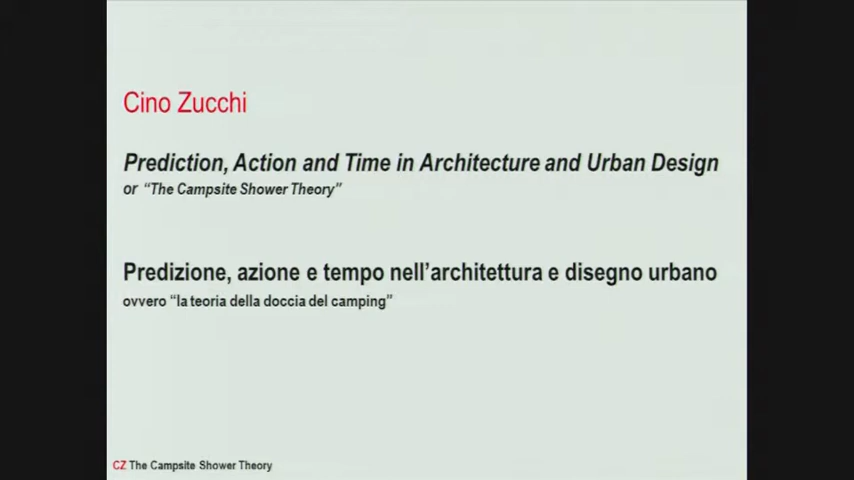 Cino Zucchi
Prediction, Action and Time in Architecture and Urban Design
or “The Campsite Shower Theory”
Predizione, azione e tempo nell’architettura e disegno urbano
ovvero “la teoria della doccia del camping”
CZ The Campsite Shower Theory